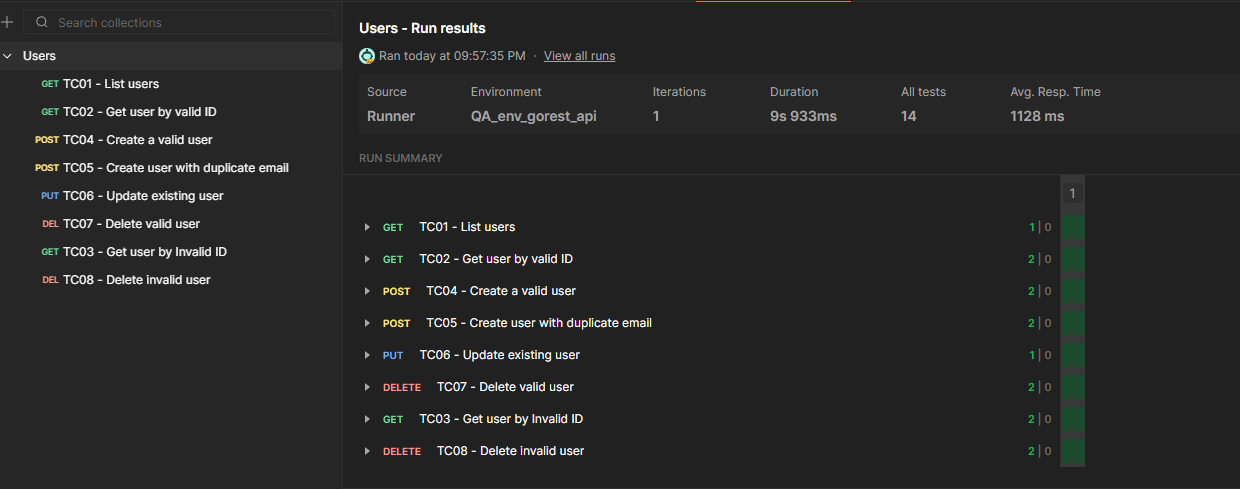 Search collections
Users
GET TC01 - List users
GET TC02 - Get user by valid ID
POST TC04 - Create a valid user
POST TC05 - Create user with duplicate email
PUT TC06 - Update existing user
DEL TC07 - Delete valid user
GET TC03 - Get user by Invalid ID
DEL TC08 - Delete invalid user
Users - Run results
Ran today at 09:57:35 PM · View all runs
Source Environment Iterations Duration All tests Avg. Resp. Time
Runner QA_env_gorest_api 1 9s 933ms 14 1128 ms
RUN SUMMARY
1
GET TC01 - List users 1 | 0
GET TC02 - Get user by valid ID 2 | 0
POST TC04 - Create a valid user 2 | 0
POST TC05 - Create user with duplicate email 2 | 0
PUT TC06 - Update existing user 1 | 0
DELETE TC07 - Delete valid user 2 | 0
GET TC03 - Get user by Invalid ID 2 | 0
DELETE TC08 - Delete invalid user 2 | 0